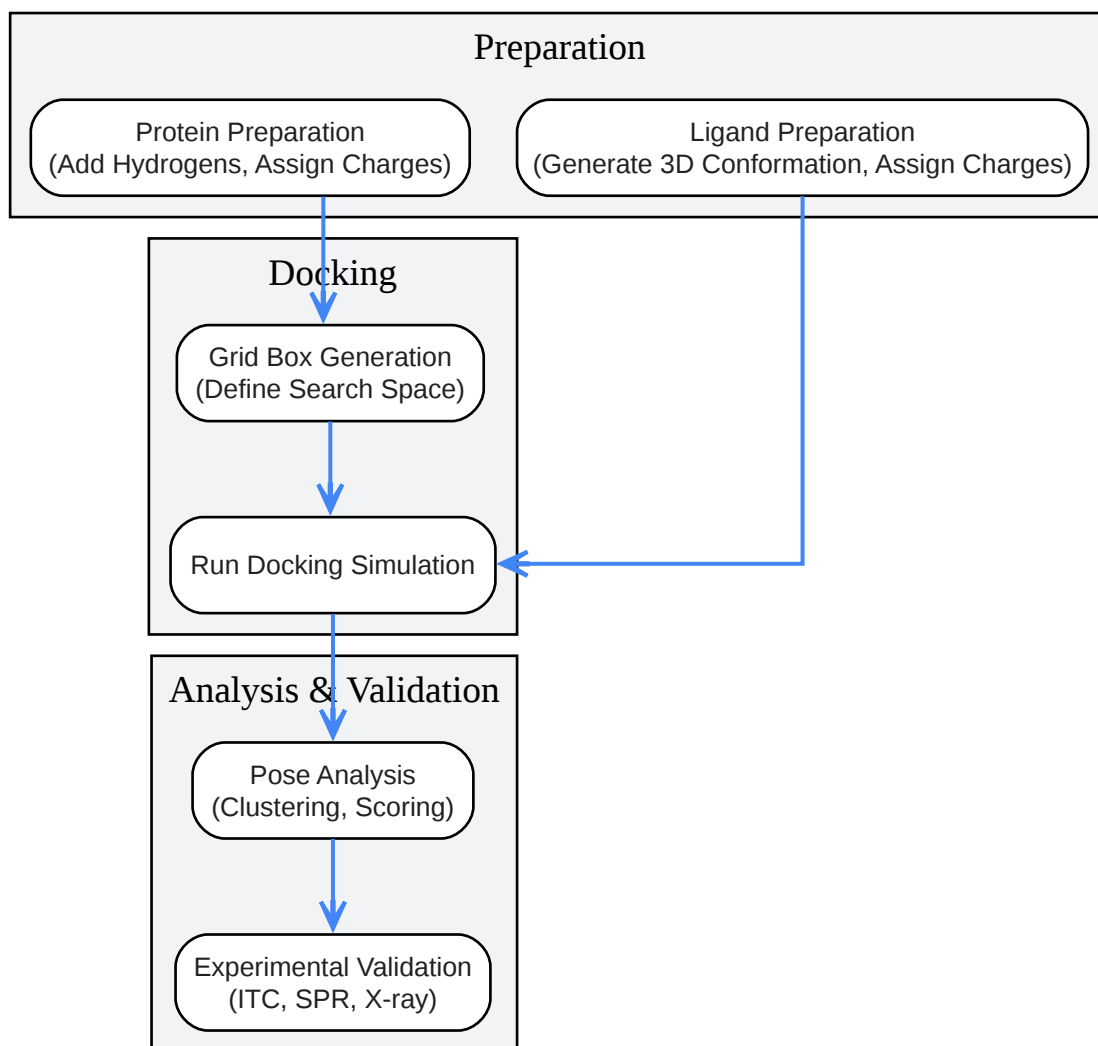 Preparation
Protein Preparation
(Add Hydrogens, Assign Charges)
Ligand Preparation
(Generate 3D Conformation, Assign Charges)
Docking
Grid Box Generation
(Define Search Space)
Run Docking Simulation
Analysis & Validation
Pose Analysis
(Clustering, Scoring)
Experimental Validation
(ITC, SPR, X-ray)